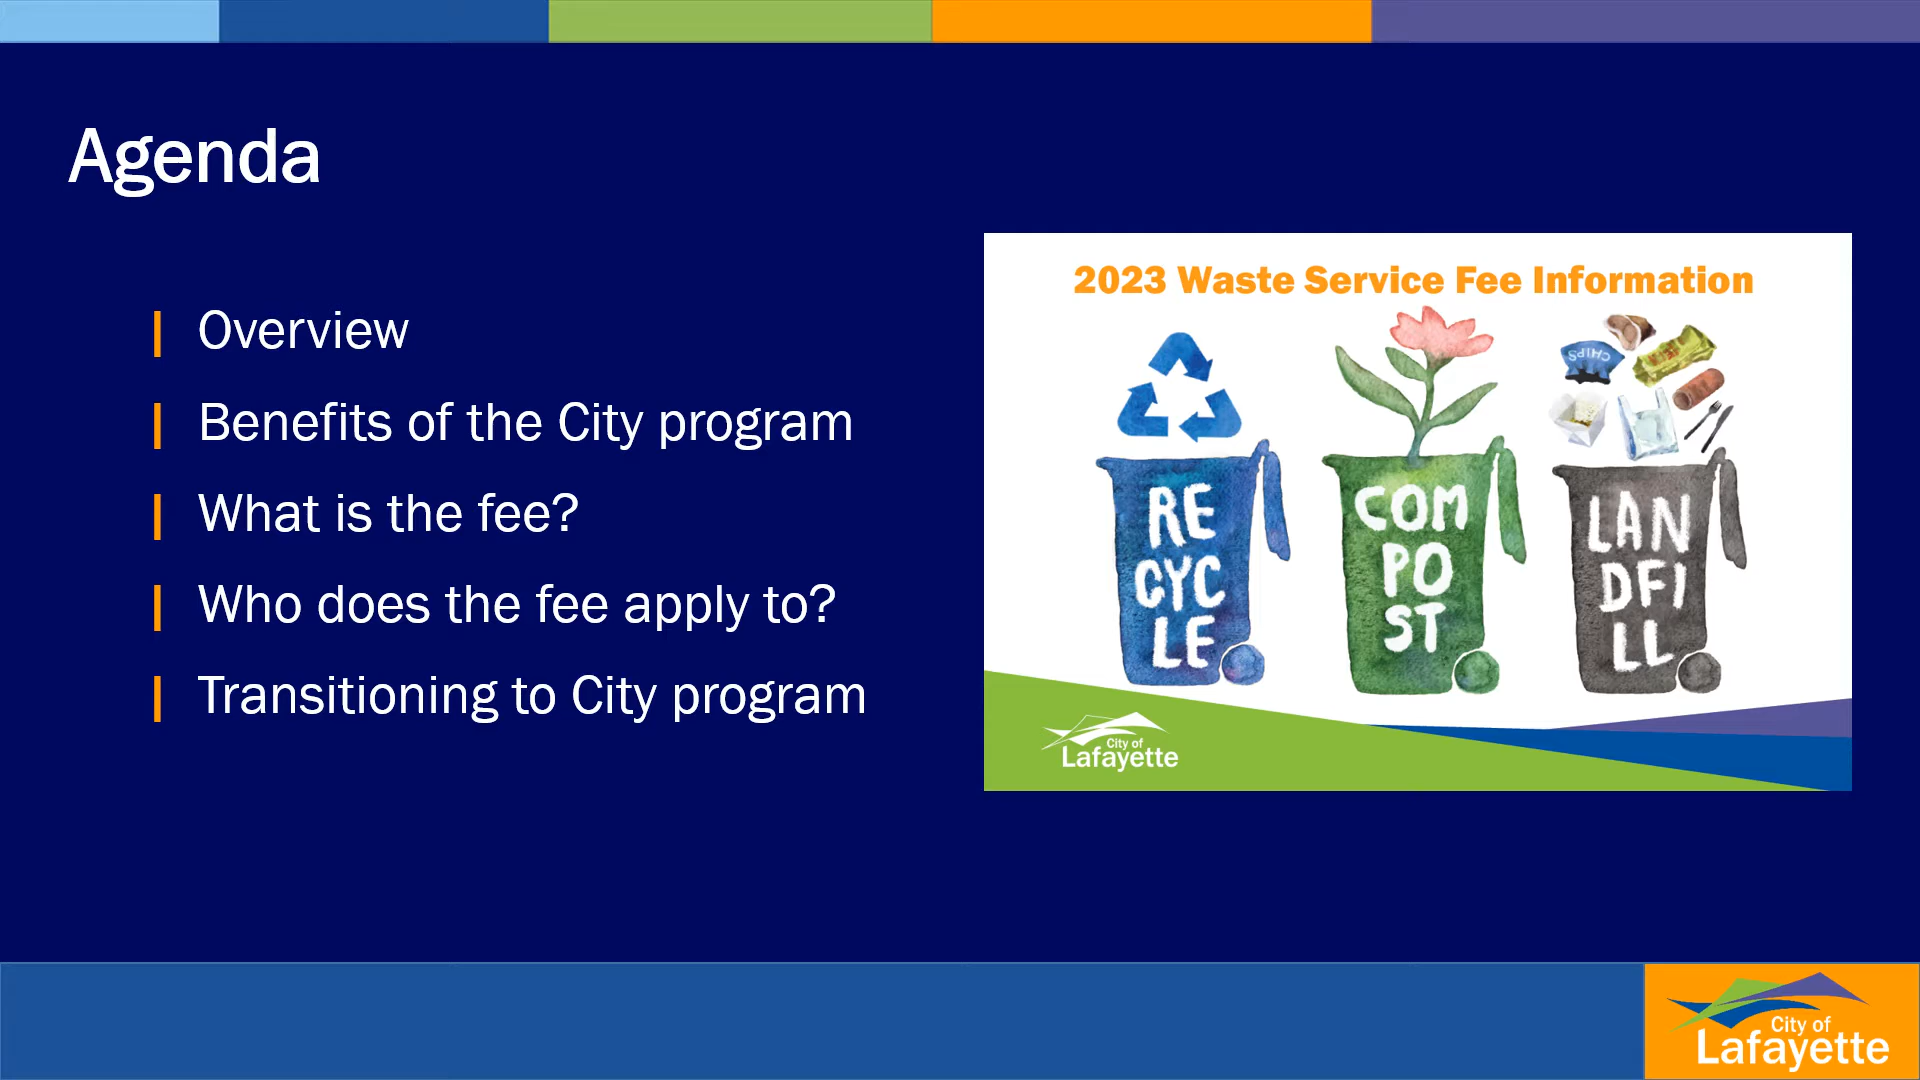 Agenda
Overview
Benefits of the City program
What is the fee?
Who does the fee apply to?
Transitioning to City program
2023 Waste Service Fee Information
CHIPS
RE
CYC
LE
COM
PO
ST
LAN
DFI
LL
City of
Lafayette
City of
Lafayette